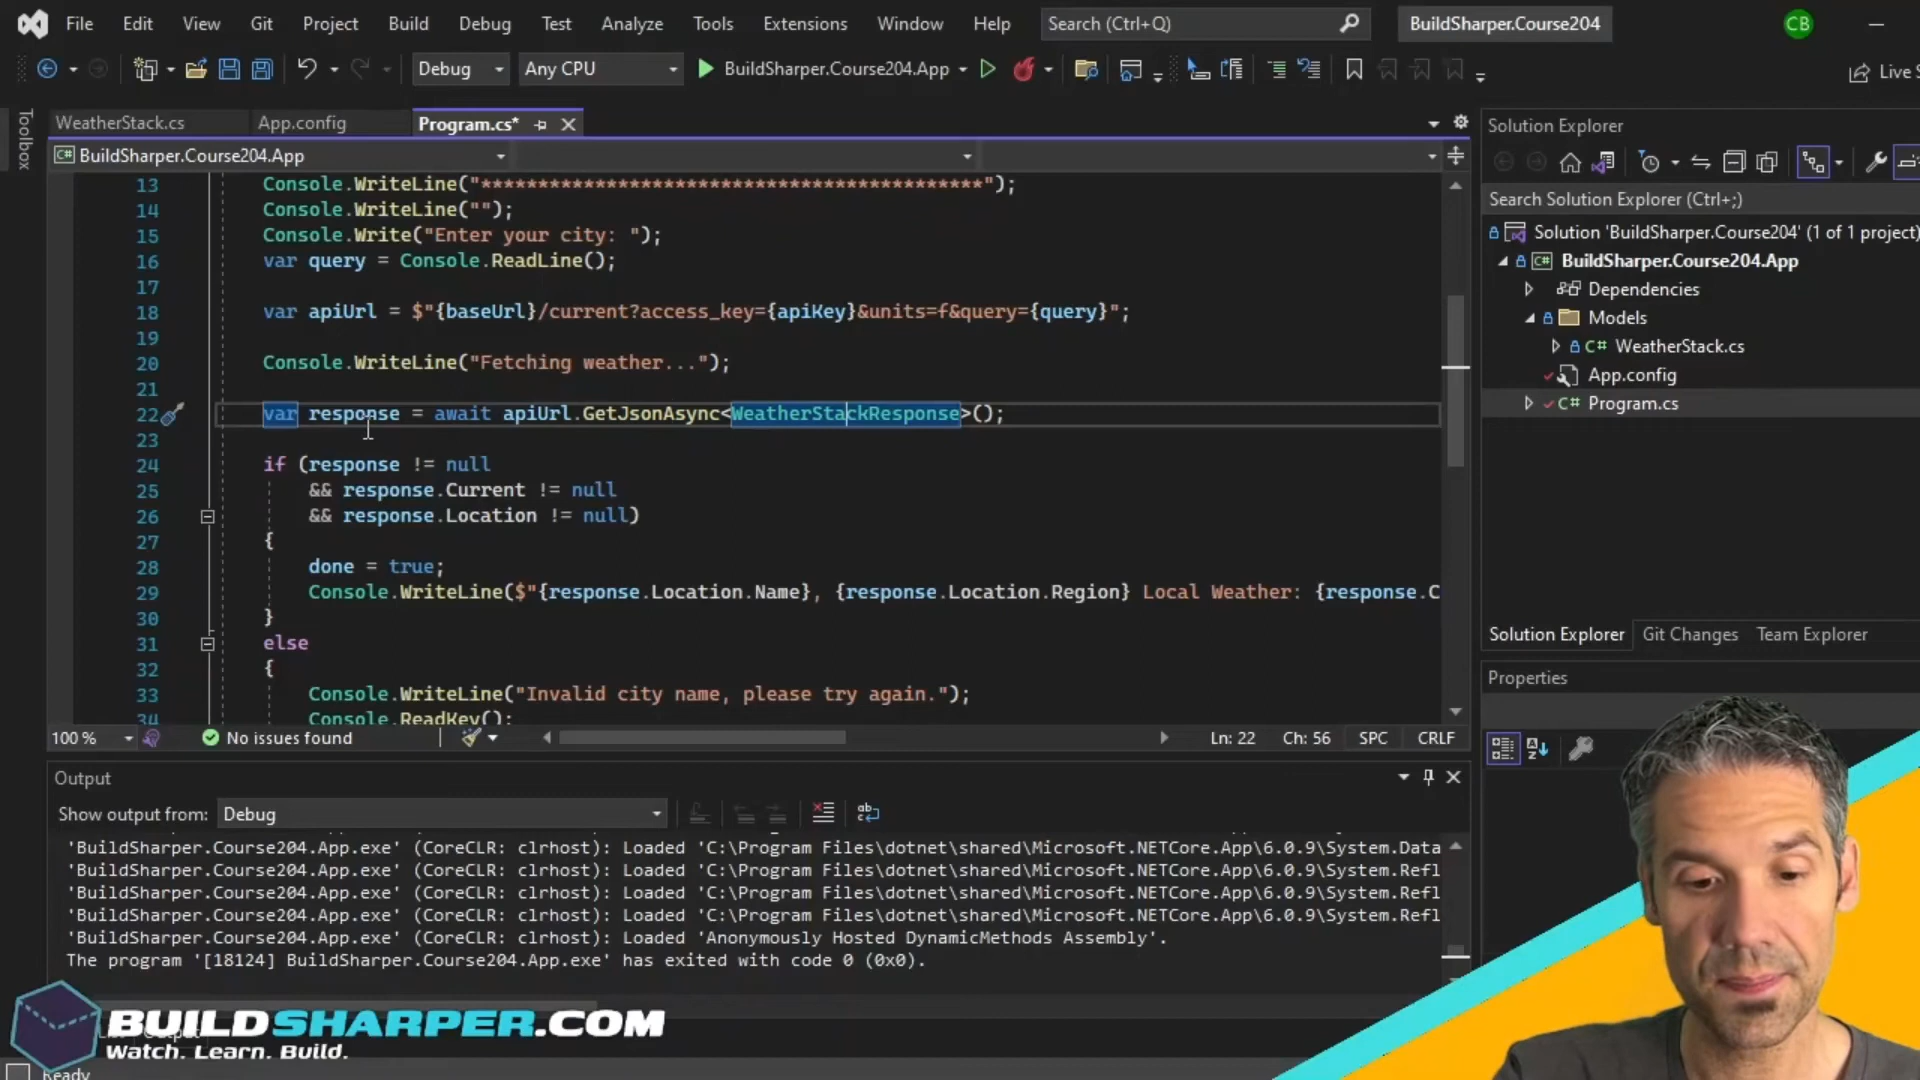 File Edit View Git Project Build Debug Test Analyze Tools Extensions Window Help Search (Ctrl+Q) BuildSharper.Course204 CB
Debug Any CPU BuildSharper.Course204.App Live
Toolbox
WeatherStack.cs App.config Program.cs*
BuildSharper.Course204.App
13 Console.WriteLine("********************************************");
14 Console.WriteLine("");
15 Console.Write("Enter your city: ");
16 var query = Console.ReadLine();
17
18 var apiUrl = $"{baseUrl}/current?access_key={apiKey}&units=f&query={query}";
19
20 Console.WriteLine("Fetching weather...");
21
22 var response = await apiUrl.GetJsonAsync<WeatherStackResponse>();
23
24 if (response != null
25 && response.Current != null
26 && response.Location != null)
27 {
28 done = true;
29 Console.WriteLine($"{response.Location.Name}, {response.Location.Region} Local Weather: {response.C
30 }
31 else
32 {
33 Console.WriteLine("Invalid city name, please try again.");
34 Console.ReadKey();
100 % No issues found Ln: 22 Ch: 56 SPC CRLF
Output
Show output from: Debug
'BuildSharper.Course204.App.exe' (CoreCLR: clrhost): Loaded 'C:\Program Files\dotnet\shared\Microsoft.NETCore.App\6.0.9\System.Data
'BuildSharper.Course204.App.exe' (CoreCLR: clrhost): Loaded 'C:\Program Files\dotnet\shared\Microsoft.NETCore.App\6.0.9\System.Refl
'BuildSharper.Course204.App.exe' (CoreCLR: clrhost): Loaded 'C:\Program Files\dotnet\shared\Microsoft.NETCore.App\6.0.9\System.Refl
'BuildSharper.Course204.App.exe' (CoreCLR: clrhost): Loaded 'C:\Program Files\dotnet\shared\Microsoft.NETCore.App\6.0.9\System.Refl
'BuildSharper.Course204.App.exe' (CoreCLR: clrhost): Loaded 'Anonymously Hosted DynamicMethods Assembly'.
The program '[18124] BuildSharper.Course204.App.exe' has exited with code 0 (0x0).
Solution Explorer
Search Solution Explorer (Ctrl+;)
Solution 'BuildSharper.Course204' (1 of 1 project)
BuildSharper.Course204.App
Dependencies
Models
C# WeatherStack.cs
App.config
C# Program.cs
Solution Explorer Git Changes Team Explorer
Properties
BUILDSHARPER.COM
Watch. Learn. Build.
Ready